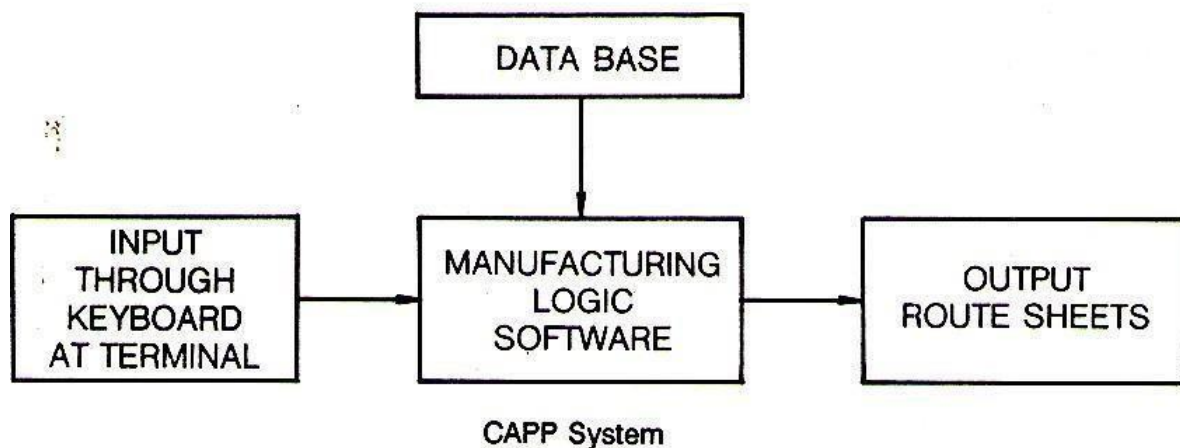 DATA BASE
INPUT
THROUGH
KEYBOARD
AT TERMINAL
MANUFACTURING
LOGIC
SOFTWARE
OUTPUT
ROUTE SHEETS
CAPP System